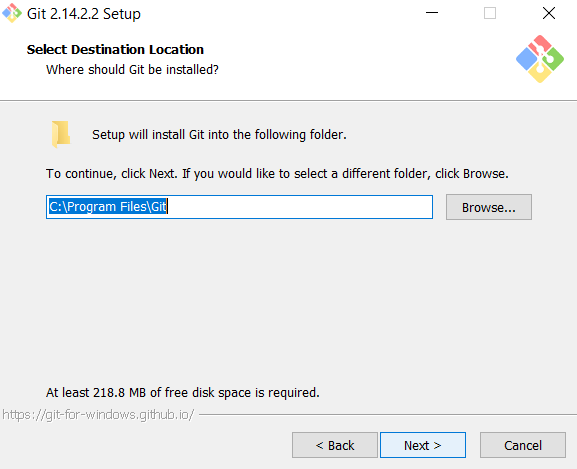 Git 2.14.2.2 Setup
Select Destination Location
Where should Git be installed?
Setup will install Git into the following folder.
To continue, click Next. If you would like to select a different folder, click Browse.
C:\Program Files\Git
Browse...
At least 218.8 MB of free disk space is required.
https://git-for-windows.github.io/
< Back
Next >
Cancel